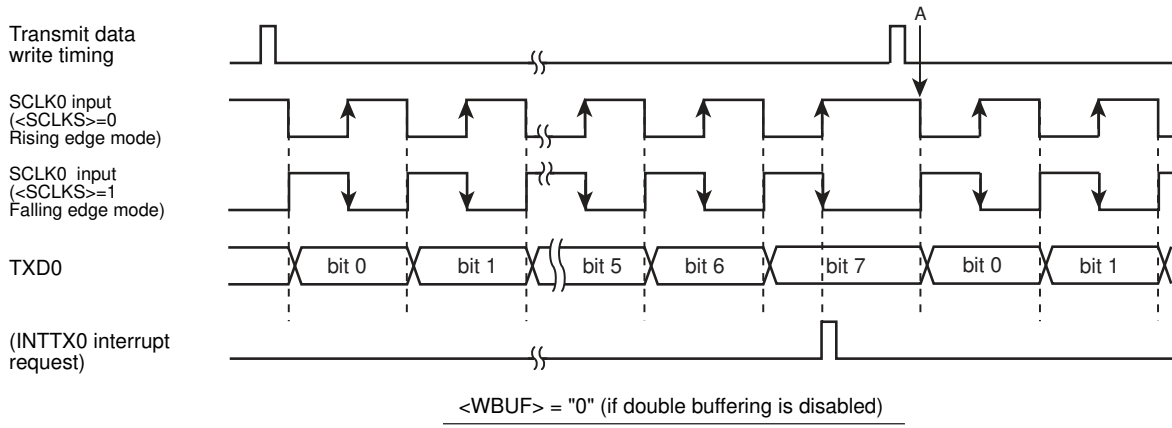 A
Transmit data
write timing
SCLK0 input
(<SCLKS>=0
Rising edge mode)
SCLK0 input
(<SCLKS>=1
Falling edge mode)
TXD0 bit 0 bit 1 bit 5 bit 6 bit 7 bit 0 bit 1
(INTTX0 interrupt
request)
<WBUF> = "0" (if double buffering is disabled)